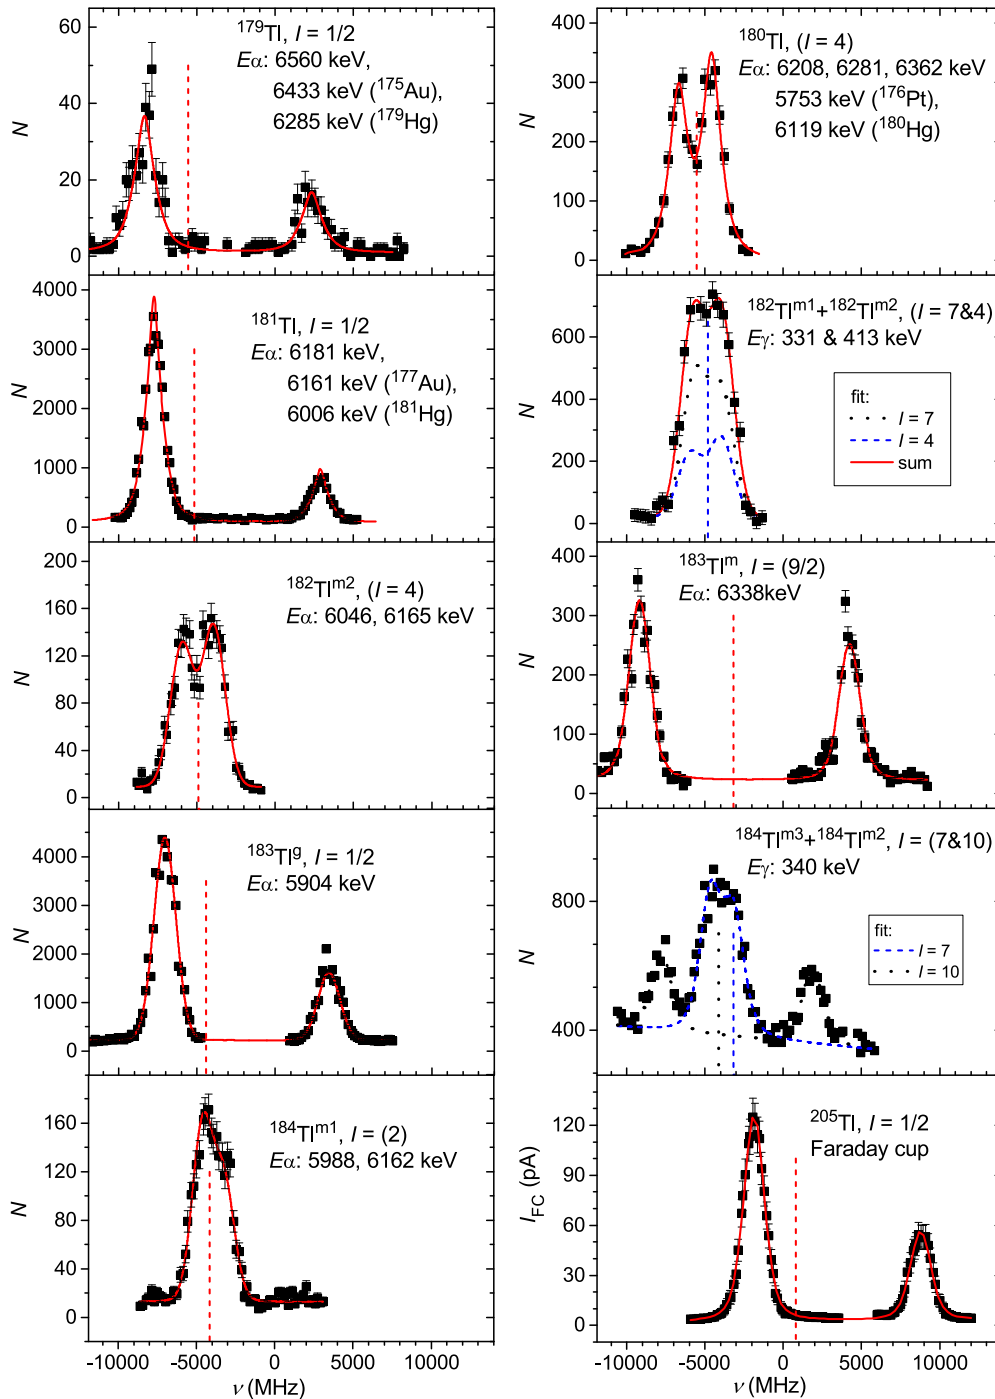 179Tl, I = 1/2
Eα: 6560 keV,
6433 keV (175Au),
6285 keV (179Hg)
60
40
20
0
N
180Tl, (I = 4)
Eα: 6208, 6281, 6362 keV
5753 keV (176Pt),
6119 keV (180Hg)
400
300
200
100
0
N
181Tl, I = 1/2
Eα: 6181 keV,
6161 keV (177Au),
6006 keV (181Hg)
4000
3000
2000
1000
0
N
182Tlm1+182Tlm2, (I = 7&4)
Eγ: 331 & 413 keV
fit:
I = 7
I = 4
sum
600
400
200
0
N
182Tlm2, (I = 4)
Eα: 6046, 6165 keV
200
160
120
80
40
0
N
183Tlm, I = (9/2)
Eα: 6338keV
400
300
200
100
0
N
183Tlg, I = 1/2
Eα: 5904 keV
4000
3000
2000
1000
0
N
184Tlm3+184Tlm2, I = (7&10)
Eγ: 340 keV
fit:
I = 7
I = 10
800
400
N
184Tlm1, I = (2)
Eα: 5988, 6162 keV
160
120
80
40
0
N
-10000 -5000 0 5000 10000
ν (MHz)
205Tl, I = 1/2
Faraday cup
120
90
60
30
0
IFC (pA)
-10000 -5000 0 5000 10000
ν (MHz)